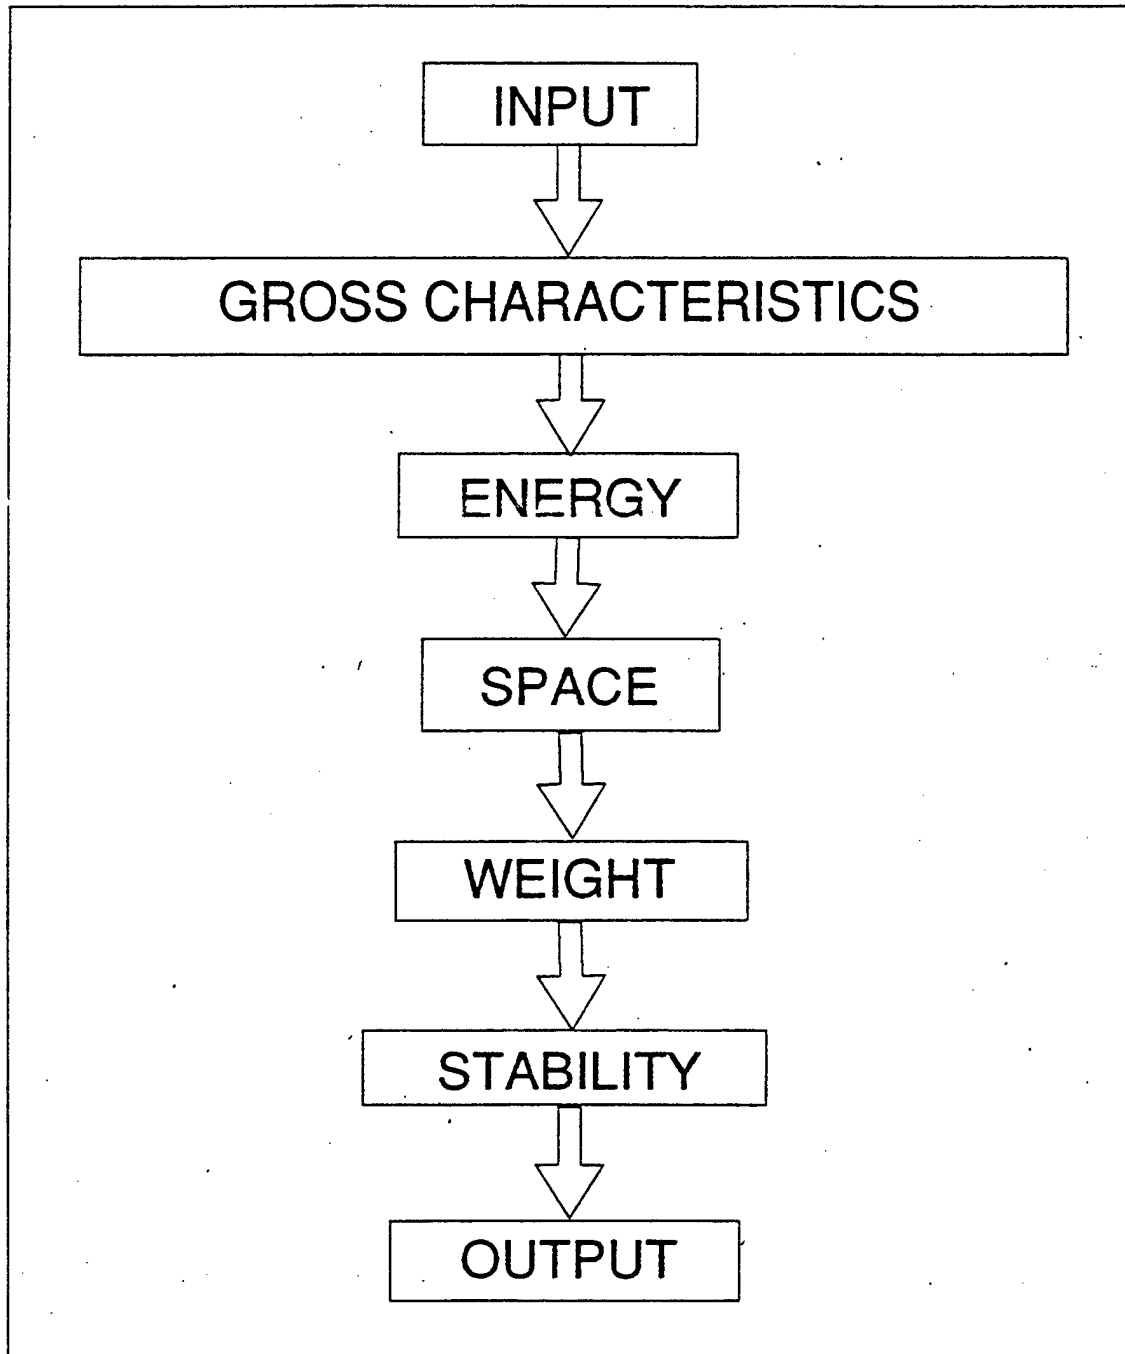 INPUT
GROSS CHARACTERISTICS
ENERGY
SPACE
WEIGHT
STABILITY
OUTPUT